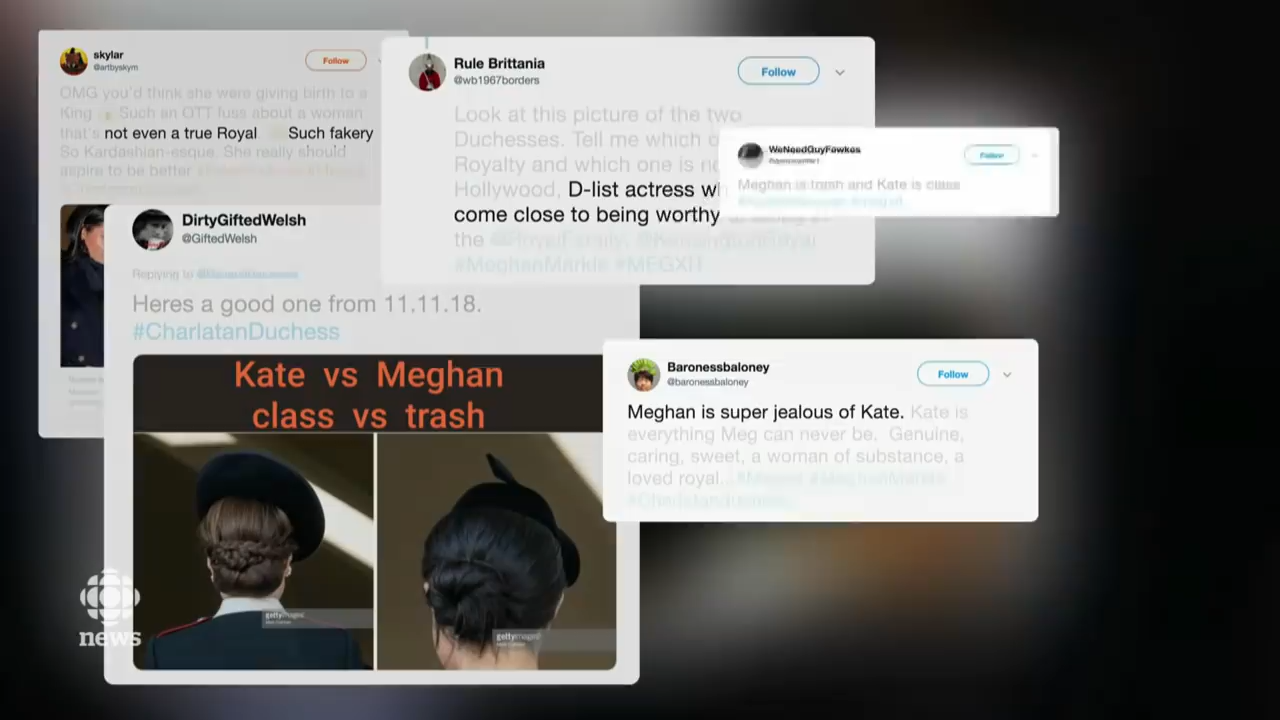 skylar
@artbyskym
Follow
OMG you'd think she were giving birth to a
King Such an OTT fuss about a woman
that's not even a true Royal Such fakery
So Kardashian-esque. She really should
aspire to be better
Rule Brittania
@wb1967borders
Follow
Look at this picture of the two
Duchesses. Tell me which
Royalty and which one is
Hollywood, D-list actress
come close to being worthy
the
#MeghanMarkle #MEGXIT
WeNeedGuyFawkes
Follow
Meghan is trash and Kate is class
DirtyGiftedWelsh
@GiftedWelsh
Replying to
Heres a good one from 11.11.18.
#CharlatanDuchess
Kate vs Meghan
class vs trash
gettyimages
gettyimages
Baronessbaloney
@baronessbaloney
Follow
Meghan is super jealous of Kate. Kate is
everything Meg can never be. Genuine,
caring, sweet, a woman of substance, a
loved royal..
news